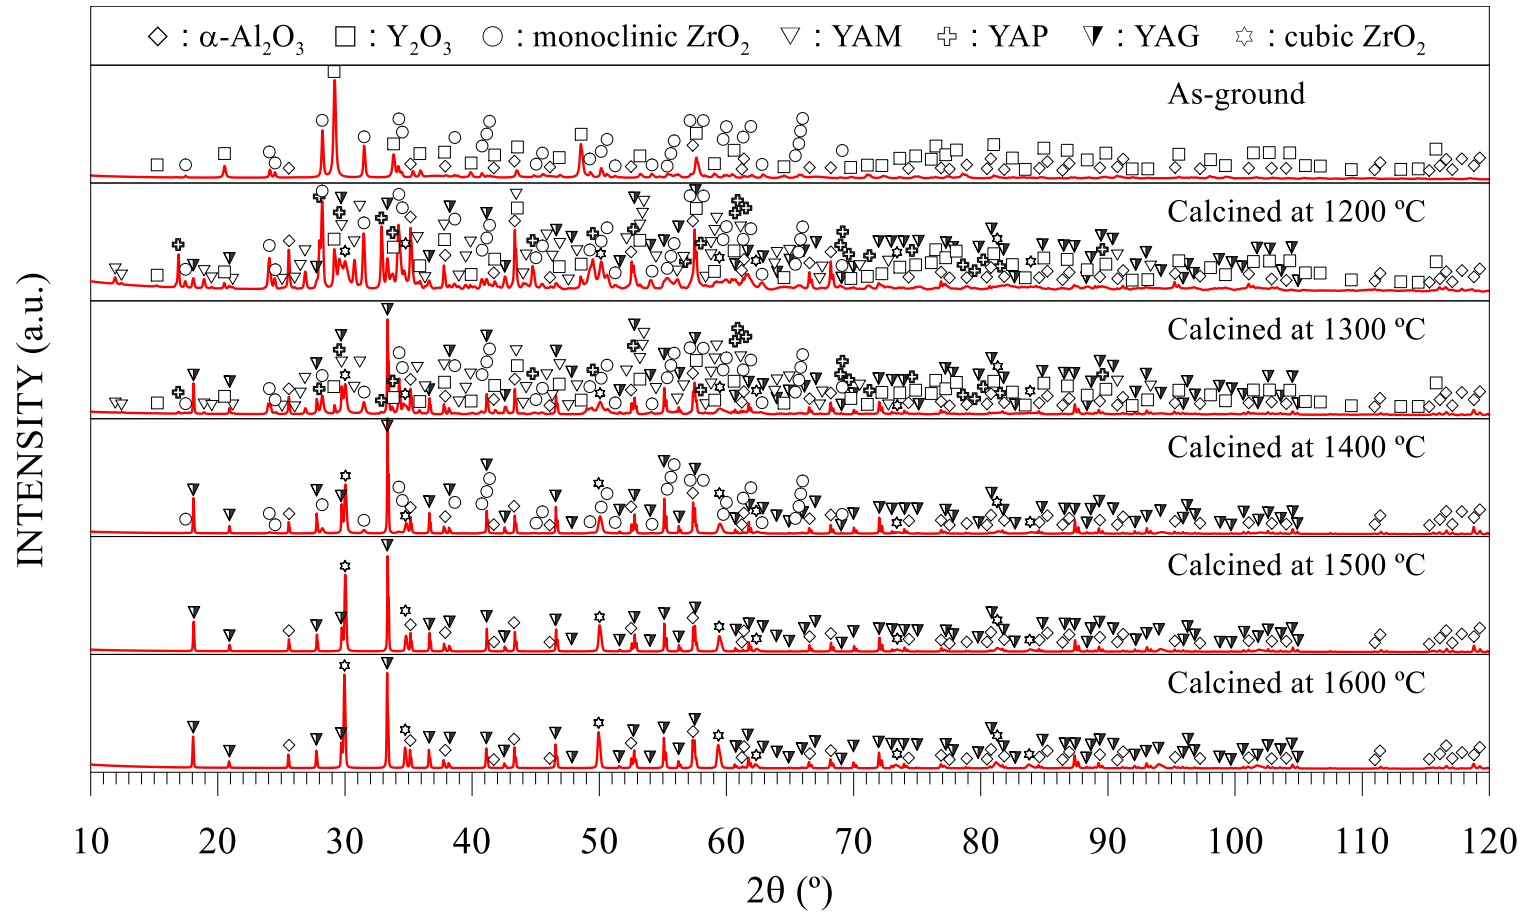 ◇ : α-Al₂O₃ □ : Y₂O₃ ○ : monoclinic ZrO₂ ▽ : YAM ✚ : YAP ▼ : YAG ✡ : cubic ZrO₂
As-ground
Calcined at 1200 ºC
Calcined at 1300 ºC
Calcined at 1400 ºC
Calcined at 1500 ºC
Calcined at 1600 ºC
INTENSITY (a.u.)
10 20 30 40 50 60 70 80 90 100 110 120
2θ (º)